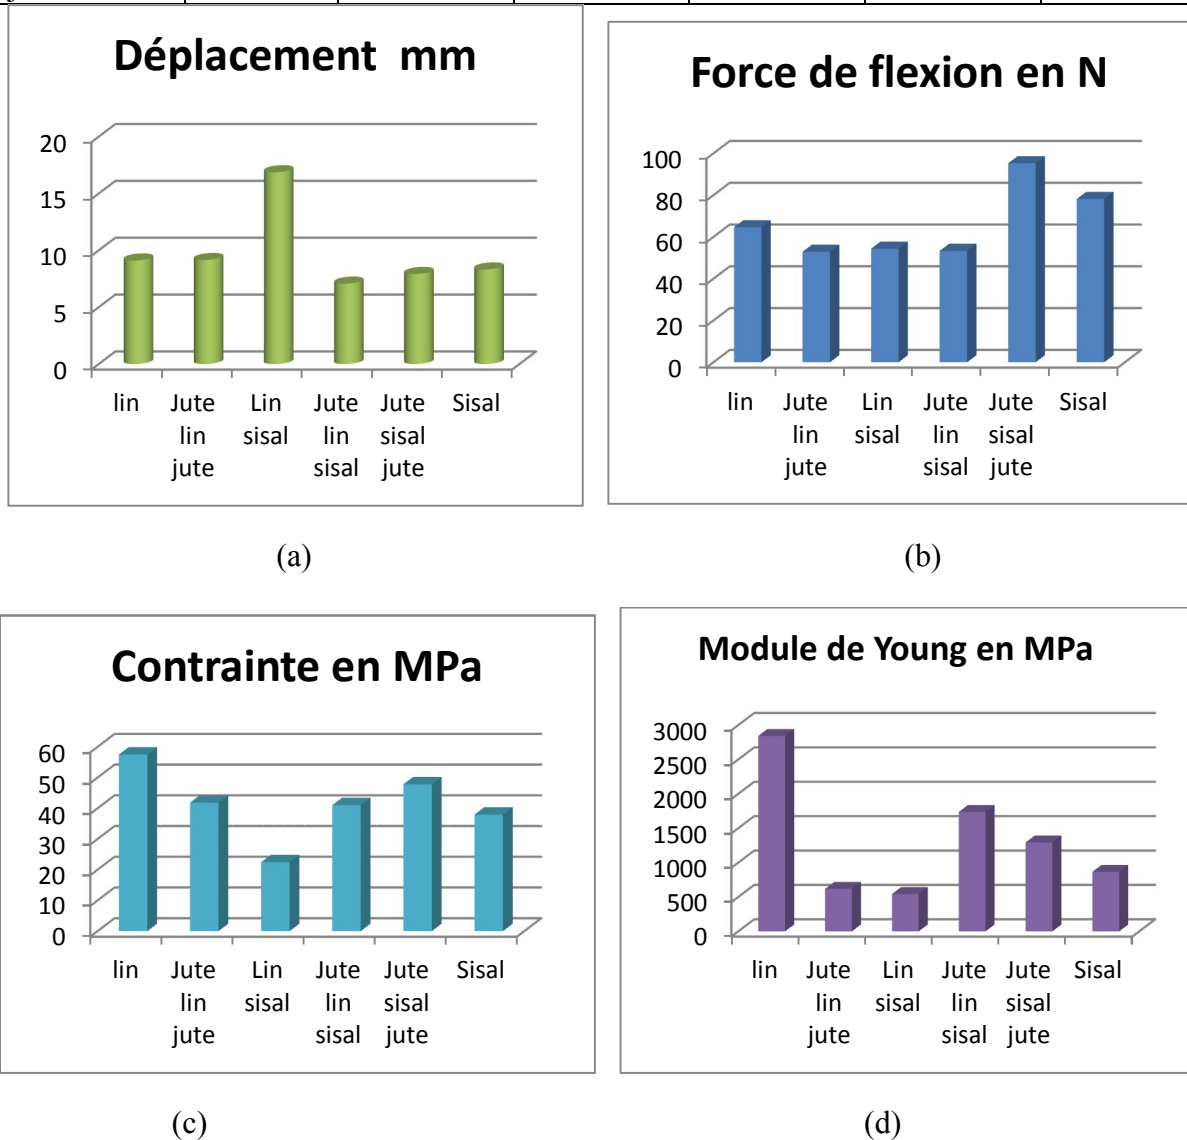 Déplacement mm
20
15
10
5
0
lin Jute Lin Jute Jute Sisal
lin sisal lin sisal
jute sisal jute
(a)
Force de flexion en N
100
80
60
40
20
0
lin Jute Lin Jute Jute Sisal
lin sisal lin sisal
jute sisal jute
(b)
Contrainte en MPa
60
50
40
30
20
10
0
lin Jute Lin Jute Jute Sisal
lin sisal lin sisal
jute sisal jute
(c)
Module de Young en MPa
3000
2500
2000
1500
1000
500
0
lin Jute Lin Jute Jute Sisal
lin sisal lin sisal
jute sisal jute
(d)